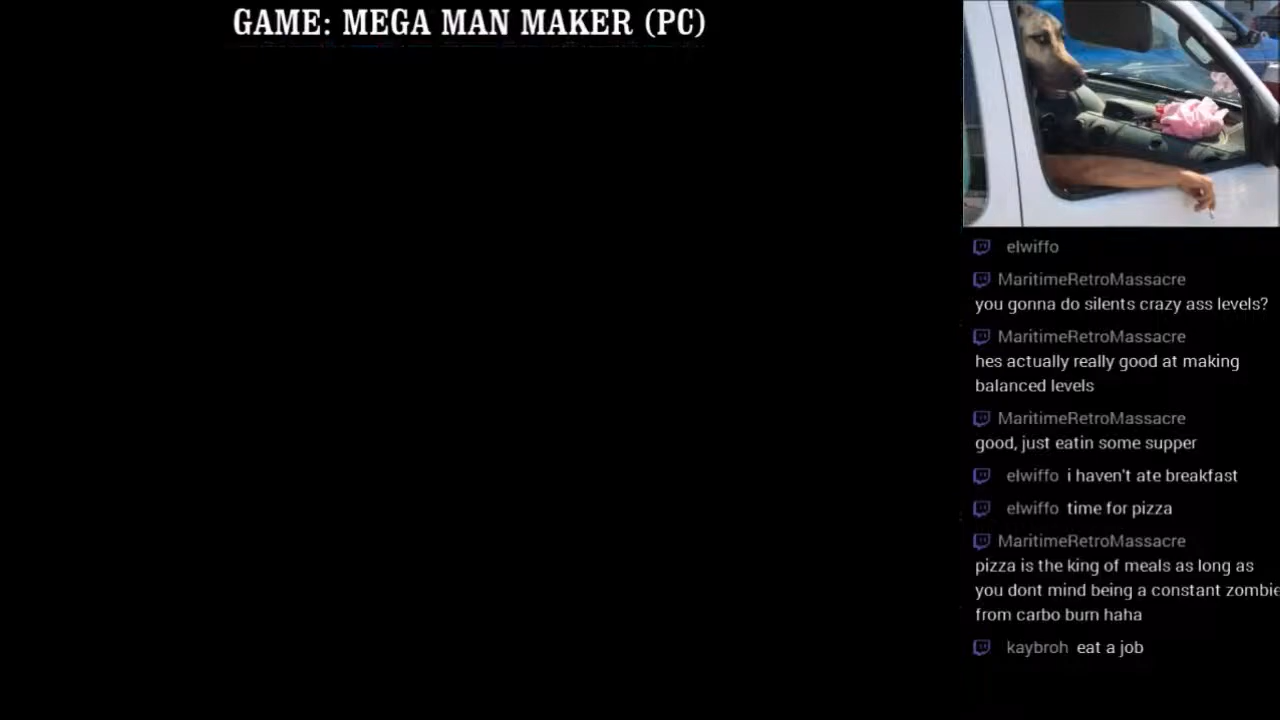 GAME: MEGA MAN MAKER (PC)
elwiffo
MaritimeRetroMassacre
you gonna do silents crazy ass levels?
MaritimeRetroMassacre
hes actually really good at making
balanced levels
MaritimeRetroMassacre
good, just eatin some supper
elwiffo i haven't ate breakfast
elwiffo time for pizza
MaritimeRetroMassacre
pizza is the king of meals as long as
you dont mind being a constant zombie
from carbo burn haha
kaybroh eat a job